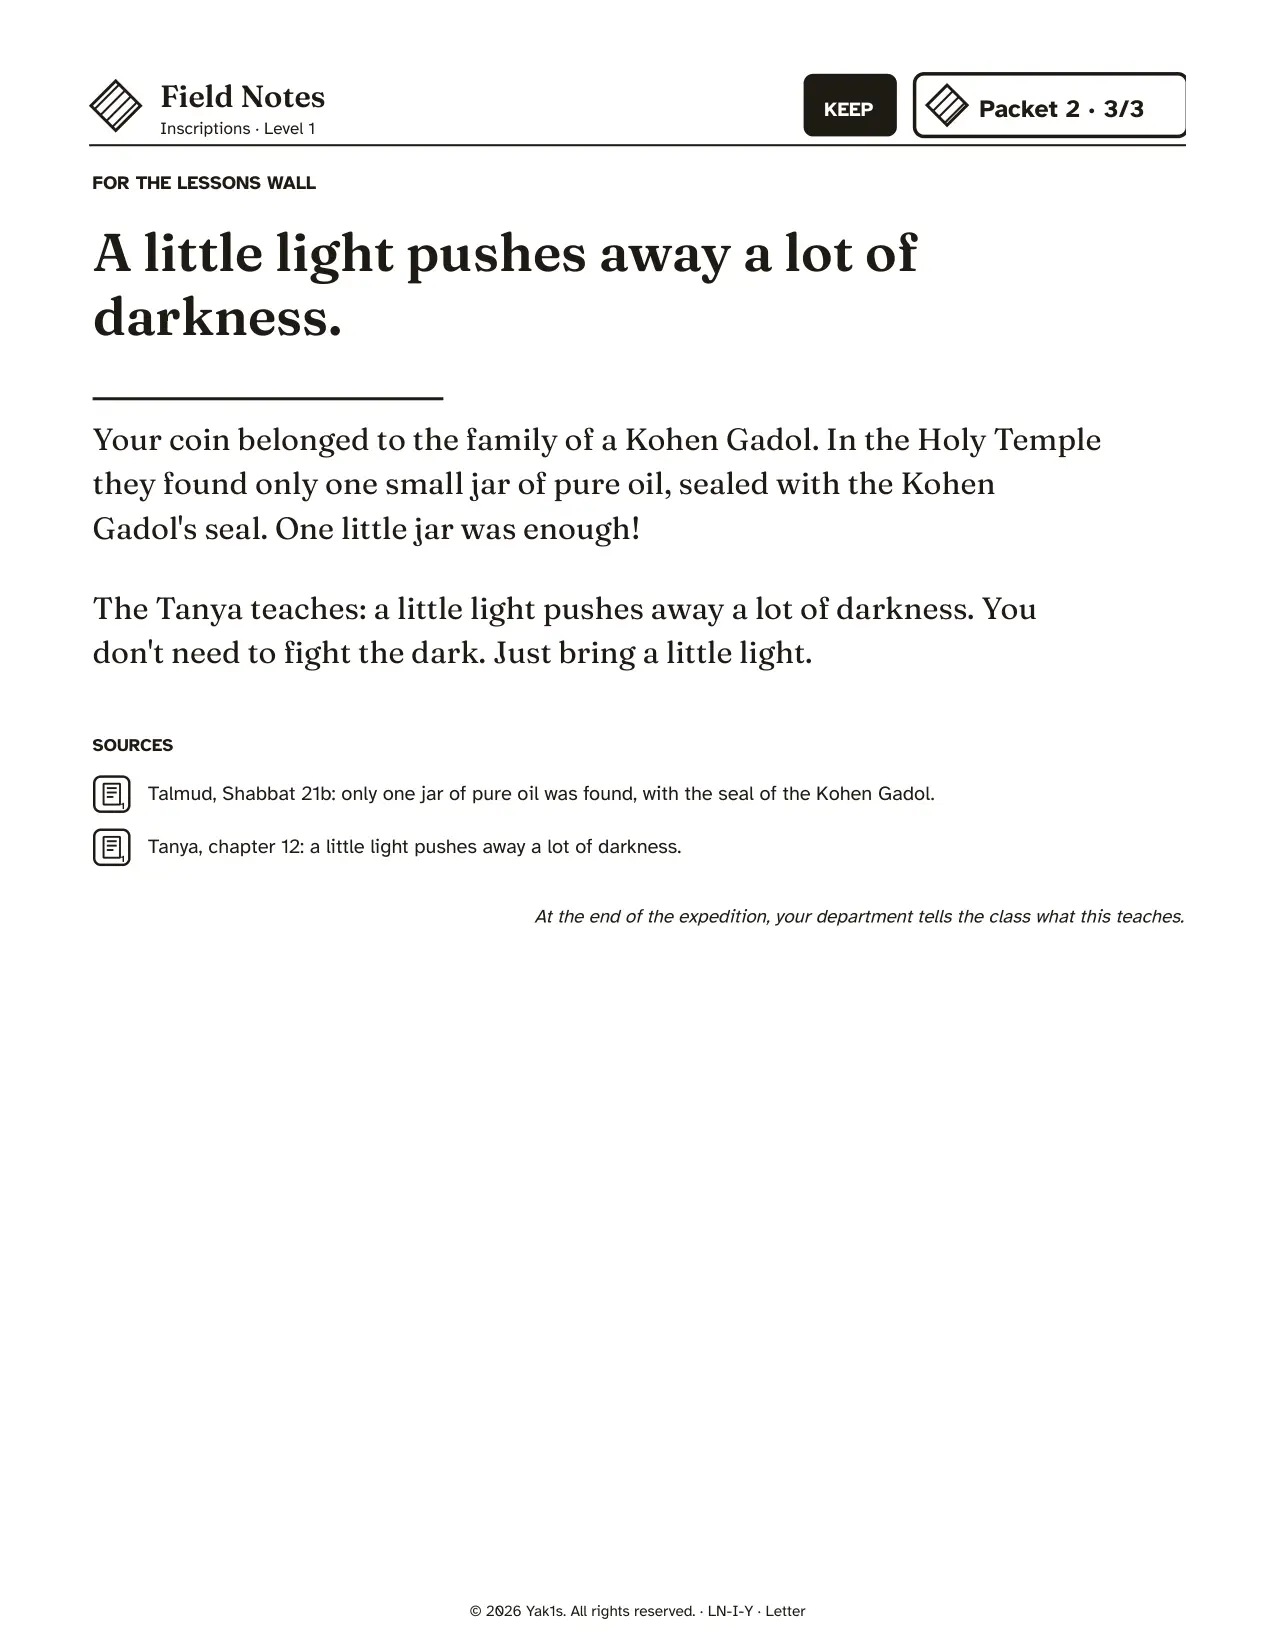 Field Notes
Inscriptions · Level 1
KEEP
Packet 2 · 3/3
FOR THE LESSONS WALL
A little light pushes away a lot of
darkness.
Your coin belonged to the family of a Kohen Gadol. In the Holy Temple
they found only one small jar of pure oil, sealed with the Kohen
Gadol's seal. One little jar was enough!
The Tanya teaches: a little light pushes away a lot of darkness. You
don't need to fight the dark. Just bring a little light.
SOURCES
1 Talmud, Shabbat 21b: only one jar of pure oil was found, with the seal of the Kohen Gadol.
1 Tanya, chapter 12: a little light pushes away a lot of darkness.
At the end of the expedition, your department tells the class what this teaches.
© 2026 Yak1s. All rights reserved. · LN-I-Y · Letter